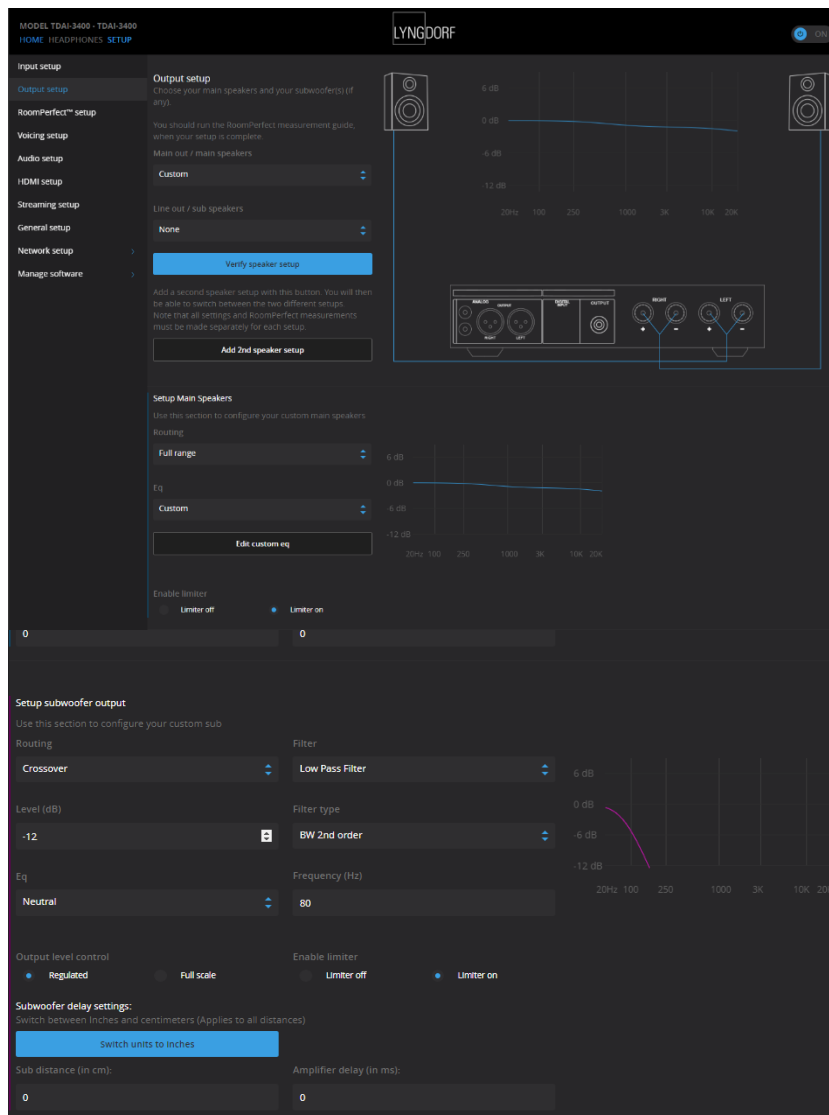 MODEL TDAI-3400 - TDAI-3400
HOME HEADPHONES SETUP
LYNGDORF
ON
Input setup
Output setup
RoomPerfect™ setup
Voicing setup
Audio setup
HDMI setup
Streaming setup
General setup
Network setup
Manage software
Output setup
Choose your main speakers and your subwoofer(s) (if
any).
You should run the RoomPerfect measurement guide,
when your setup is complete.
Main out / main speakers
Custom
Line out / sub speakers
None
Verify speaker setup
Add a second speaker setup with this button. You will then
be able to switch between the two different setups.
Note that all settings and RoomPerfect measurements
must be made separately for each setup.
Add 2nd speaker setup
6 dB
0 dB
-6 dB
-12 dB
20Hz 100 250 1000 3K 10K 20K
ANALOG
OUTPUT
RIGHT LEFT
DIGITAL
INPUT
OUTPUT
RIGHT LEFT
+ - + -
Setup Main Speakers
Use this section to configure your custom main speakers
Routing
Full range
Eq
Custom
Edit custom eq
6 dB
0 dB
-6 dB
-12 dB
20Hz 100 250 1000 3K 10K 20K
Enable limiter
Limiter off Limiter on
0 0
Setup subwoofer output
Use this section to configure your custom sub
Routing Filter
Crossover Low Pass Filter
Level (dB) Filter type
-12 BW 2nd order
Eq Frequency (Hz)
Neutral 80
6 dB
0 dB
-6 dB
-12 dB
20Hz 100 250 1000 3K 10K 20
Output level control Enable limiter
Regulated Full scale Limiter off Limiter on
Subwoofer delay settings:
Switch between Inches and centimeters (Applies to all distances)
Switch units to Inches
Sub distance (in cm): Amplifier delay (in ms):
0 0